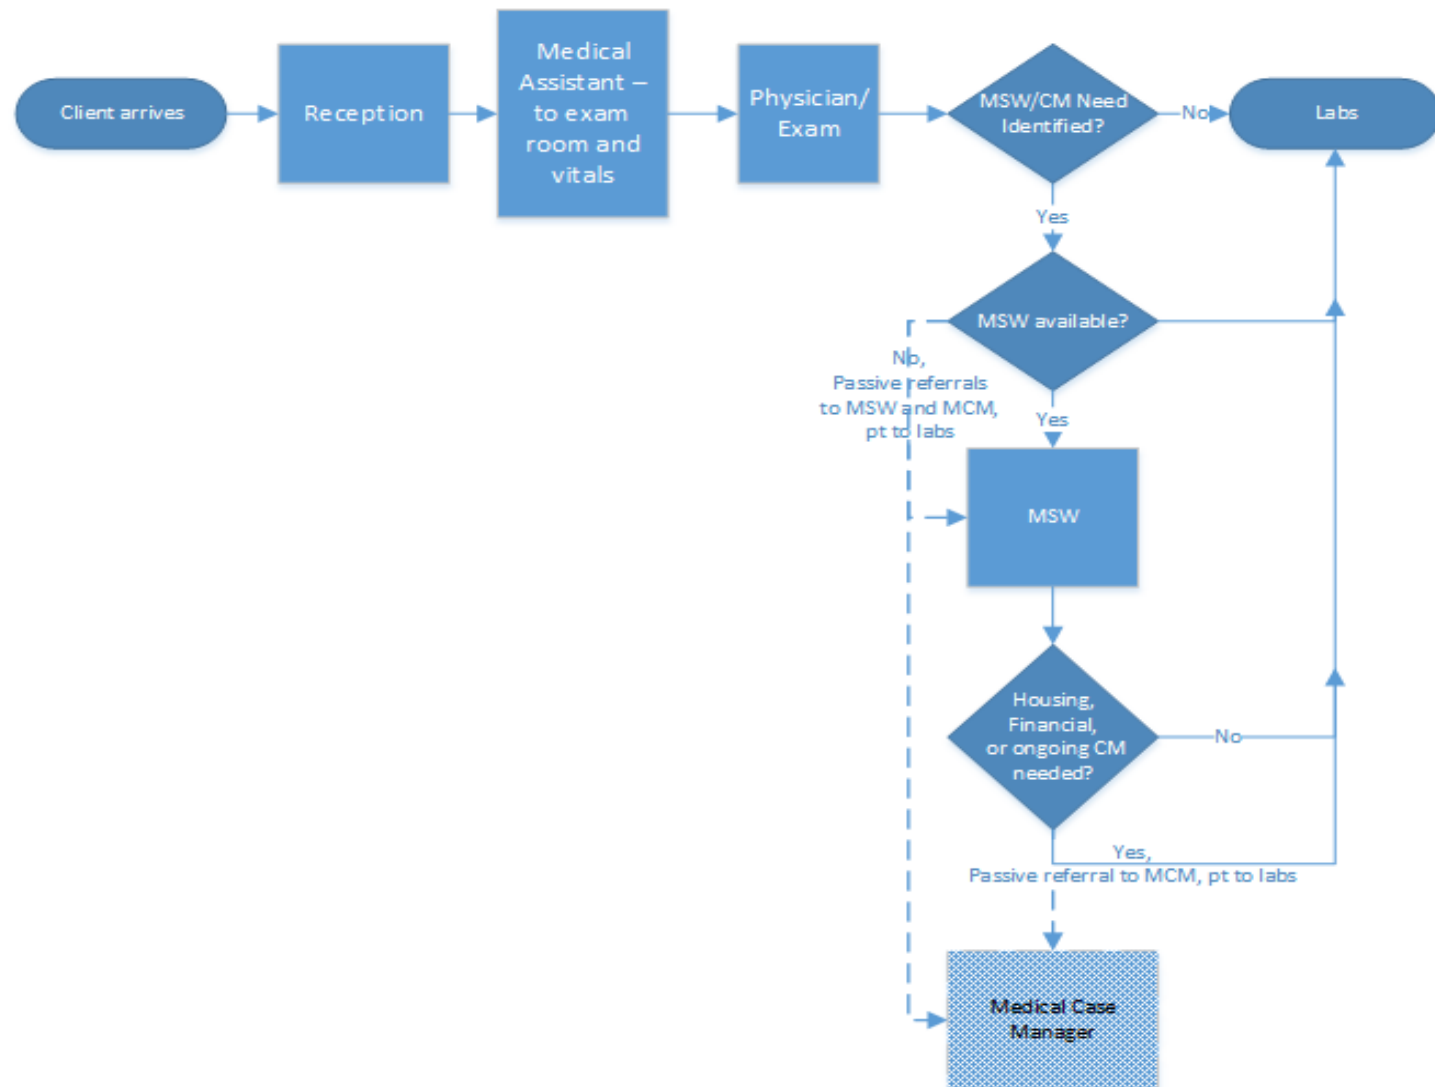 Client arrives
Reception
Medical
Assistant –
to exam
room and
vitals
Physician/
Exam
MSW/CM Need
Identified?
No
Labs
Yes
MSW available?
No,
Passive referrals
to MSW and MCM,
pt to labs
Yes
MSW
Housing,
Financial,
or ongoing CM
needed?
No
Yes,
Passive referral to MCM, pt to labs
Medical Case
Manager